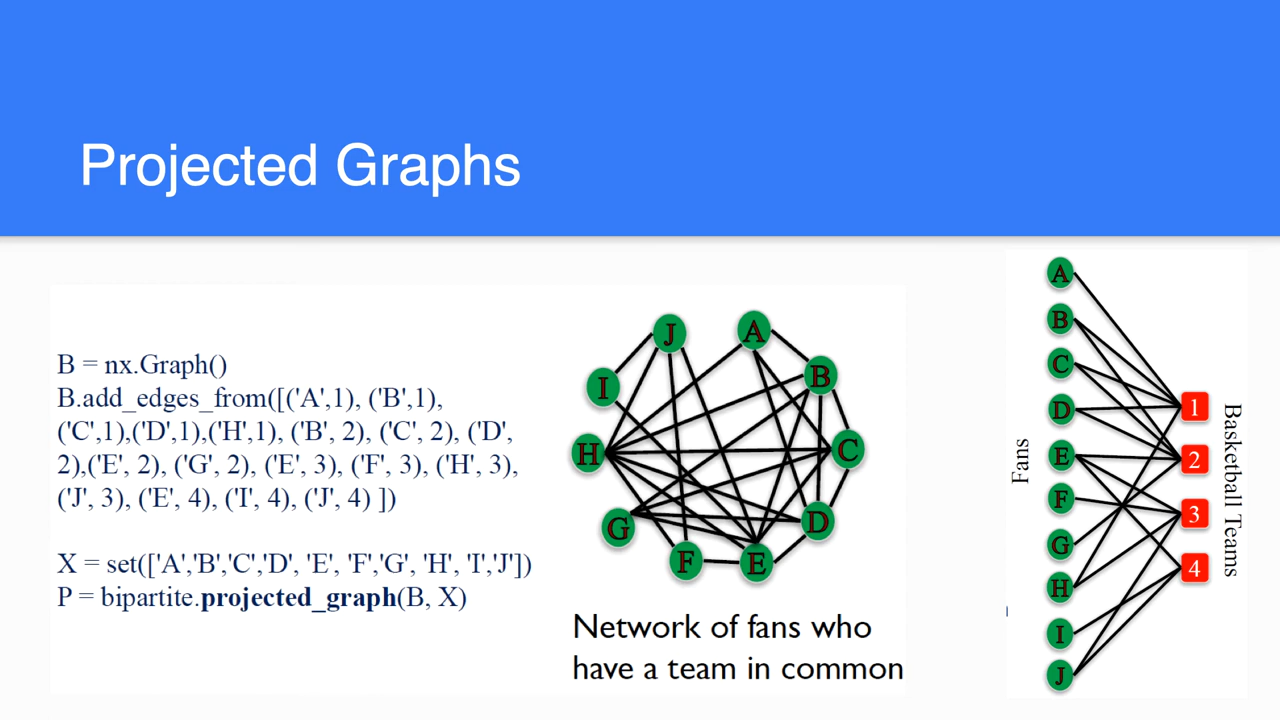 Projected Graphs
B = nx.Graph()
B.add_edges_from([('A',1), ('B',1),
('C',1),('D',1),('H',1), ('B', 2), ('C', 2), ('D',
2),('E', 2), ('G', 2), ('E', 3), ('F', 3), ('H', 3),
('J', 3), ('E', 4), ('I', 4), ('J', 4) ])
X = set(['A','B','C','D', 'E', 'F','G', 'H', 'I','J'])
P = bipartite.projected_graph(B, X)
J
A
I
B
H
C
G
D
F
E
Network of fans who
have a team in common
Fans
A
B
C
D
E
F
G
H
I
J
1
2
3
4
Basketball Teams